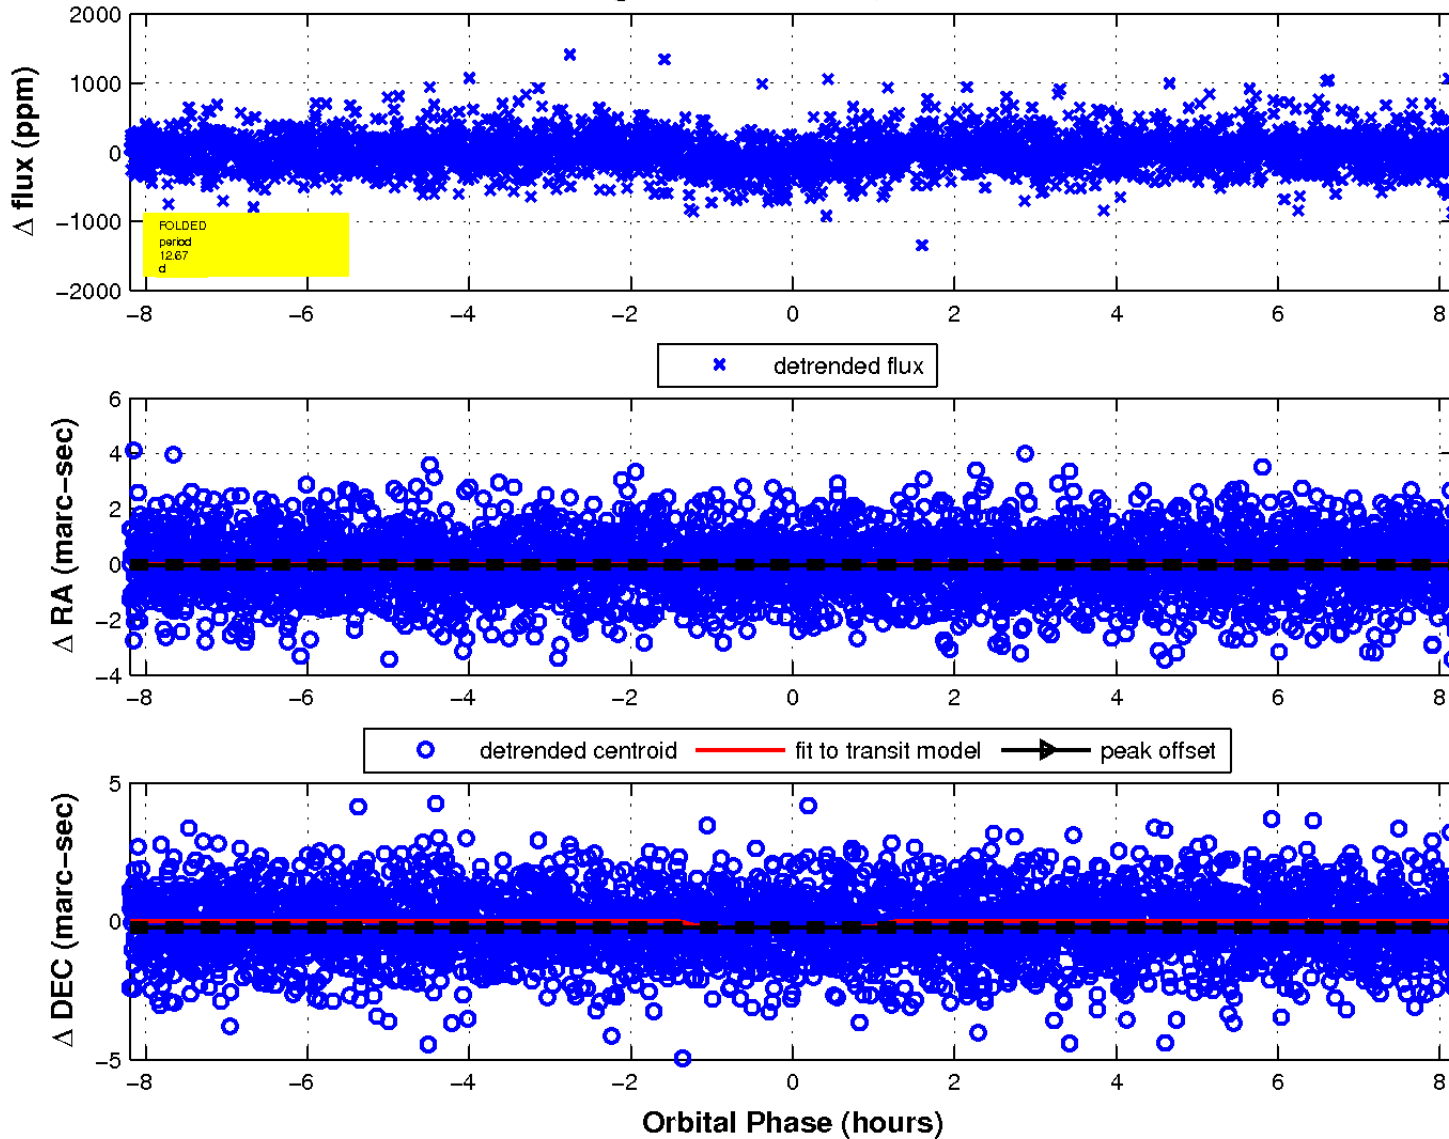 2000
1000
0
−1000
−2000
Δ flux (ppm)
FOLDED
period
12.67
d
−8 −6 −4 −2 0 2 4 6 8
detrended flux
6
4
2
0
−2
−4
Δ RA (marc−sec)
−8 −6 −4 −2 0 2 4 6 8
detrended centroid fit to transit model peak offset
5
0
−5
Δ DEC (marc−sec)
−8 −6 −4 −2 0 2 4 6 8
Orbital Phase (hours)